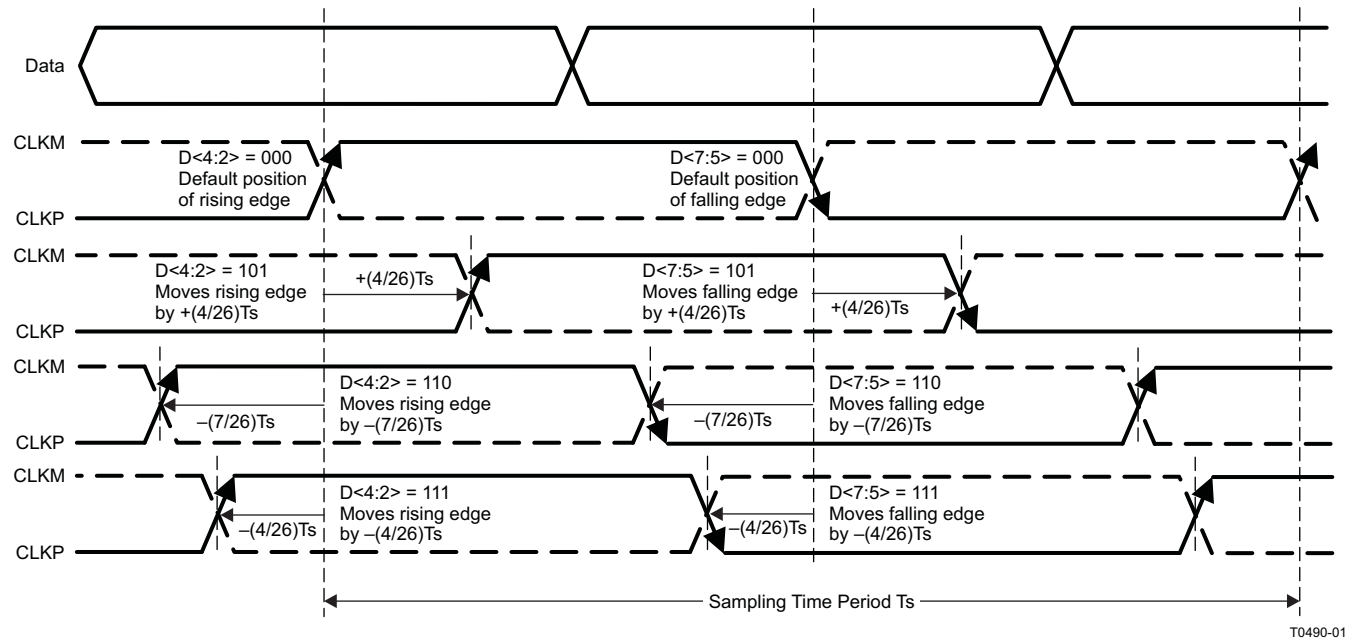 Data
CLKM
D<4:2> = 000
Default position
of rising edge
D<7:5> = 000
Default position
of falling edge
CLKP
CLKM
D<4:2> = 101
Moves rising edge
by +(4/26)Ts
+(4/26)Ts
D<7:5> = 101
Moves falling edge
by +(4/26)Ts
+(4/26)Ts
CLKP
CLKM
–(7/26)Ts
D<4:2> = 110
Moves rising edge
by –(7/26)Ts
–(7/26)Ts
D<7:5> = 110
Moves falling edge
by –(7/26)Ts
CLKP
CLKM
–(4/26)Ts
D<4:2> = 111
Moves rising edge
by –(4/26)Ts
–(4/26)Ts
D<7:5> = 111
Moves falling edge
by –(4/26)Ts
CLKP
Sampling Time Period Ts
T0490-01